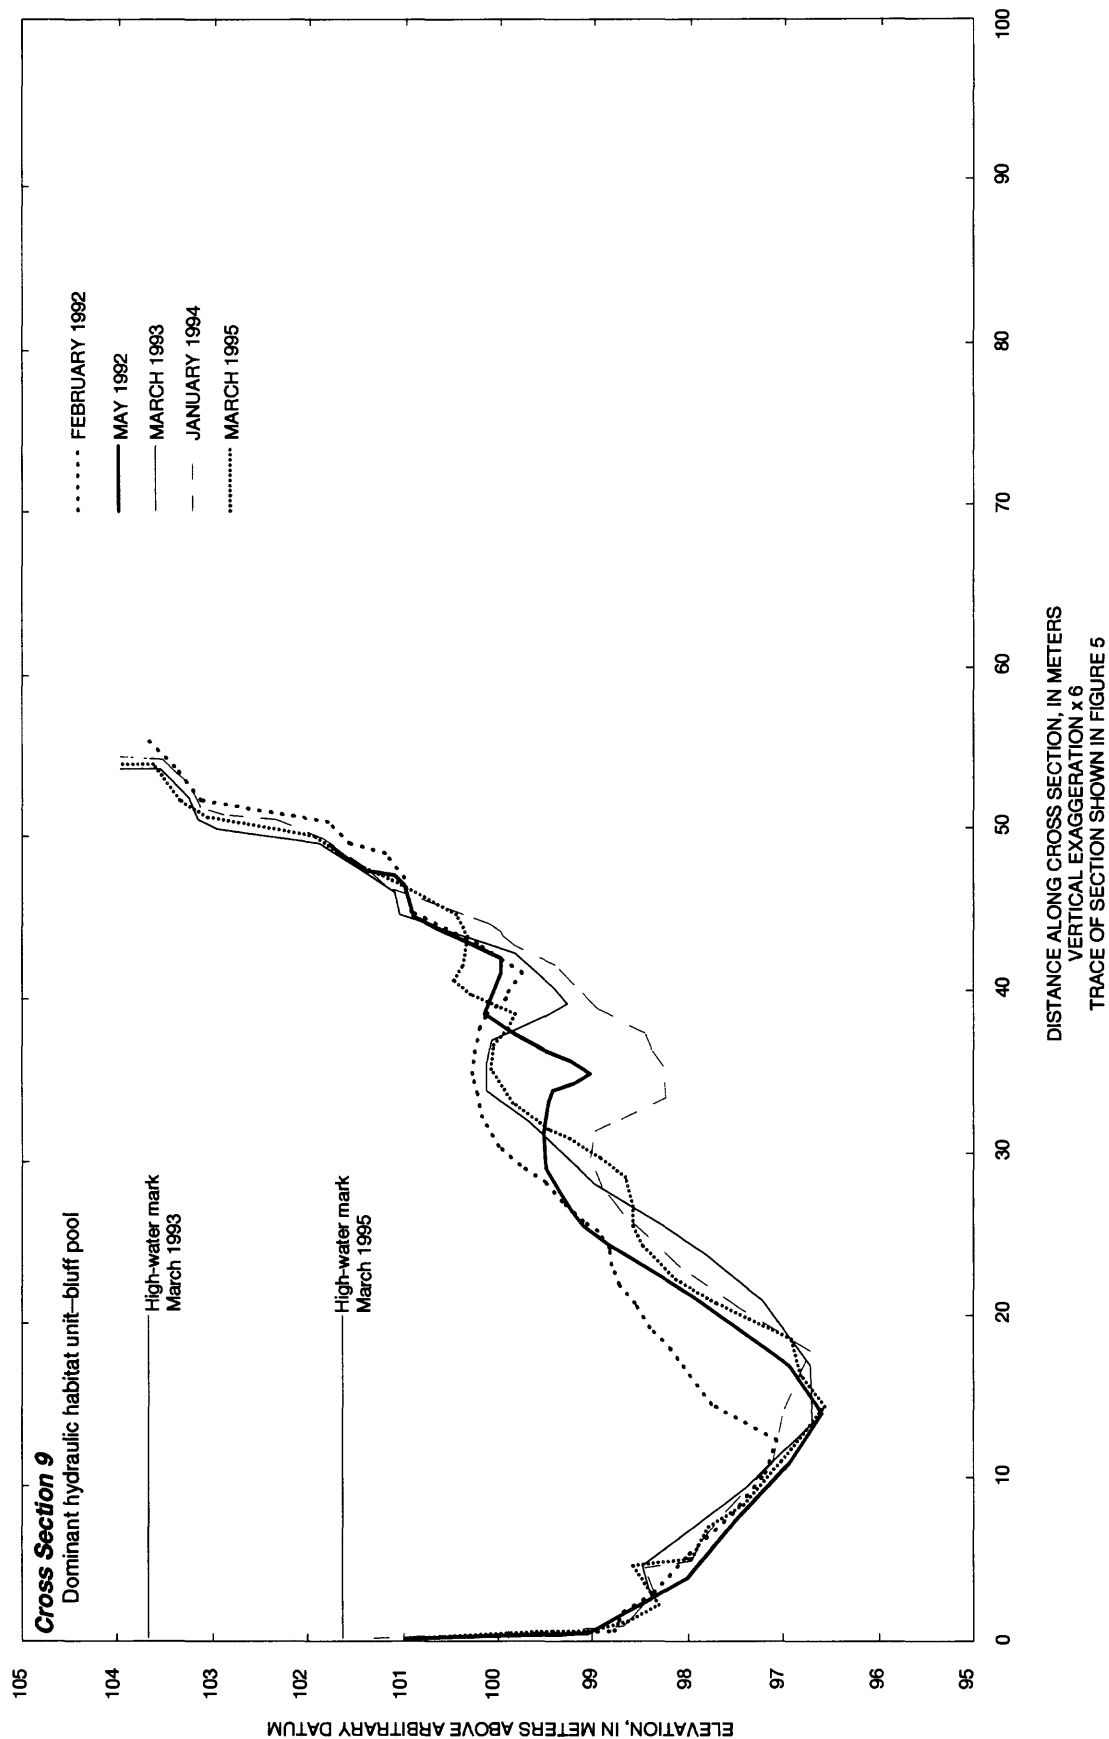 Cross Section 9
Dominant hydraulic habitat unit—bluff pool
High-water mark
March 1993
High-water mark
March 1995
FEBRUARY 1992
MAY 1992
MARCH 1993
JANUARY 1994
MARCH 1995
ELEVATION, IN METERS ABOVE ARBITRARY DATUM
105
104
103
102
101
100
99
98
97
96
95
0
10
20
30
40
50
60
70
80
90
100
DISTANCE ALONG CROSS SECTION, IN METERS
VERTICAL EXAGGERATION x 6
TRACE OF SECTION SHOWN IN FIGURE 5